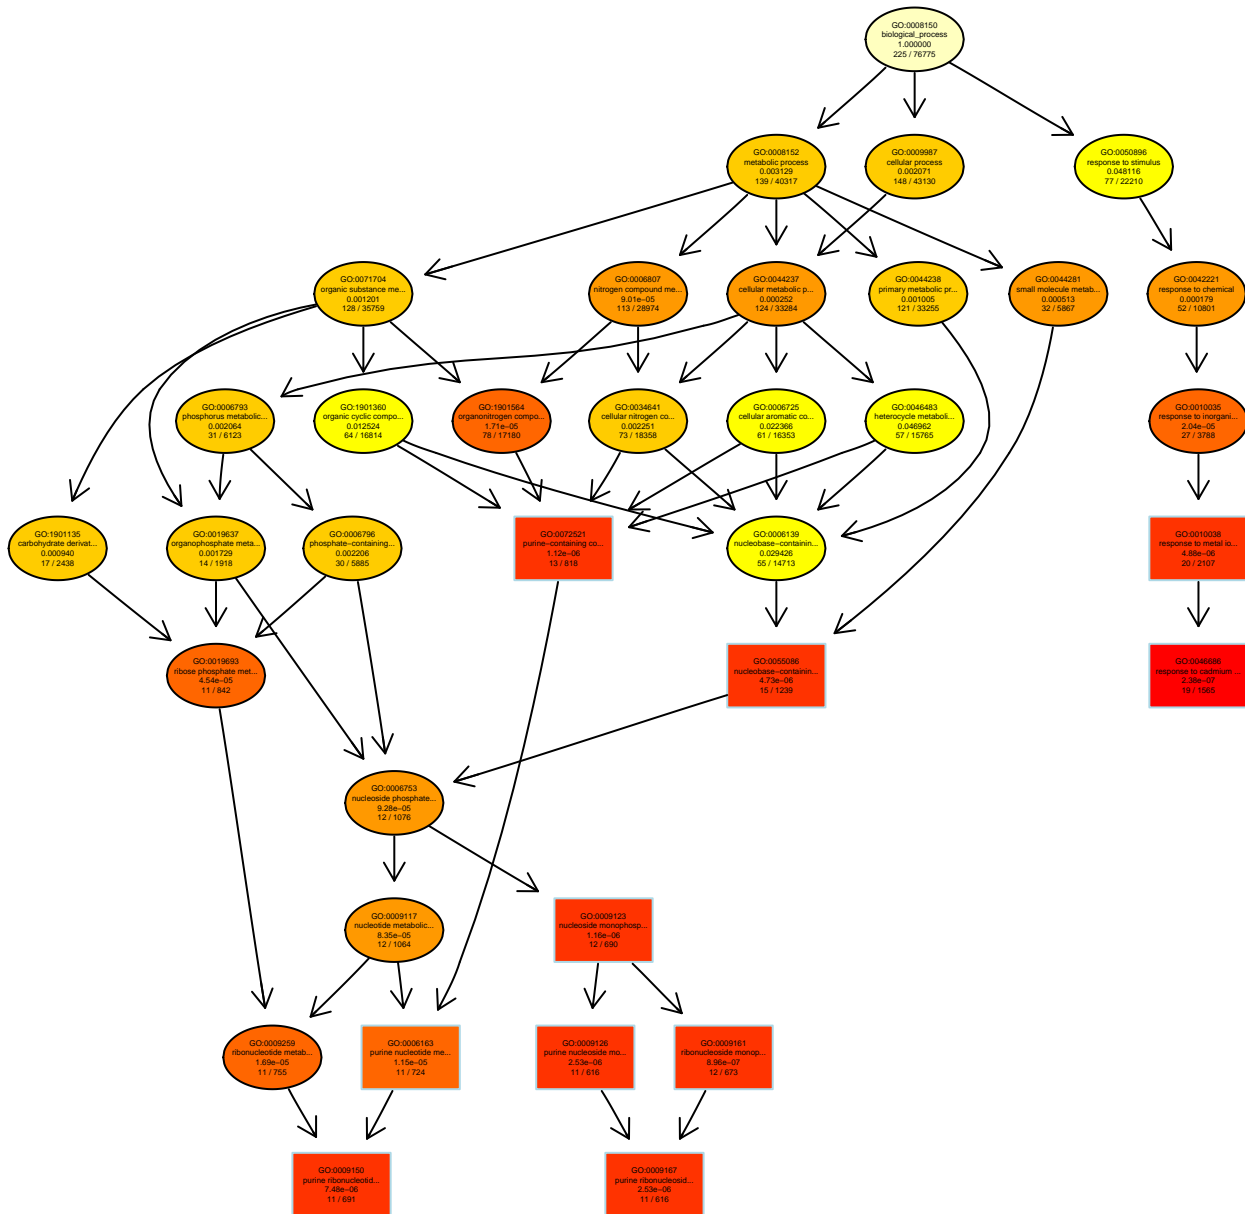 GO:0008150
biological_process
1.000000
225 / 76775
GO:0008152
metabolic process
0.003129
139 / 40317
GO:0009987
cellular process
0.002071
148 / 43130
GO:0050896
response to stimulus
0.048116
77 / 22210
GO:0071704
organic substance me...
0.001201
128 / 35759
GO:0006807
nitrogen compound me...
9.01e−05
113 / 28974
GO:0044237
cellular metabolic p...
0.000252
124 / 33284
GO:0044238
primary metabolic pr...
0.001005
121 / 33255
GO:0044281
small molecule metab...
0.000513
32 / 5867
GO:0042221
response to chemical
0.000179
52 / 10801
GO:0006793
phosphorus metabolic...
0.002064
31 / 6123
GO:1901360
organic cyclic compo...
0.012524
64 / 16814
GO:1901564
organonitrogen compo...
1.71e−05
78 / 17180
GO:0034641
cellular nitrogen co...
0.002251
73 / 18358
GO:0006725
cellular aromatic co...
0.022366
61 / 16353
GO:0046483
heterocycle metaboli...
0.046962
57 / 15765
GO:0010035
response to inorgani...
2.04e−05
27 / 3788
GO:1901135
carbohydrate derivat...
0.000940
17 / 2438
GO:0019637
organophosphate meta...
0.001729
14 / 1918
GO:0006796
phosphate−containing...
0.002206
30 / 5885
GO:0072521
purine−containing co...
1.12e−06
13 / 818
GO:0006139
nucleobase−containin...
0.029426
55 / 14713
GO:0010038
response to metal io...
4.88e−06
20 / 2107
GO:0019693
ribose phosphate met...
4.54e−05
11 / 842
GO:0055086
nucleobase−containin...
4.73e−06
15 / 1239
GO:0046686
response to cadmium ...
2.38e−07
19 / 1565
GO:0006753
nucleoside phosphate...
9.28e−05
12 / 1076
GO:0009117
nucleotide metabolic...
8.35e−05
12 / 1064
GO:0009123
nucleoside monophosp...
1.16e−06
12 / 690
GO:0009259
ribonucleotide metab...
1.69e−05
11 / 755
GO:0006163
purine nucleotide me...
1.15e−05
11 / 724
GO:0009126
purine nucleoside mo...
2.53e−06
11 / 616
GO:0009161
ribonucleoside monop...
8.96e−07
12 / 673
GO:0009150
purine ribonucleotid...
7.48e−06
11 / 691
GO:0009167
purine ribonucleosid...
2.53e−06
11 / 616